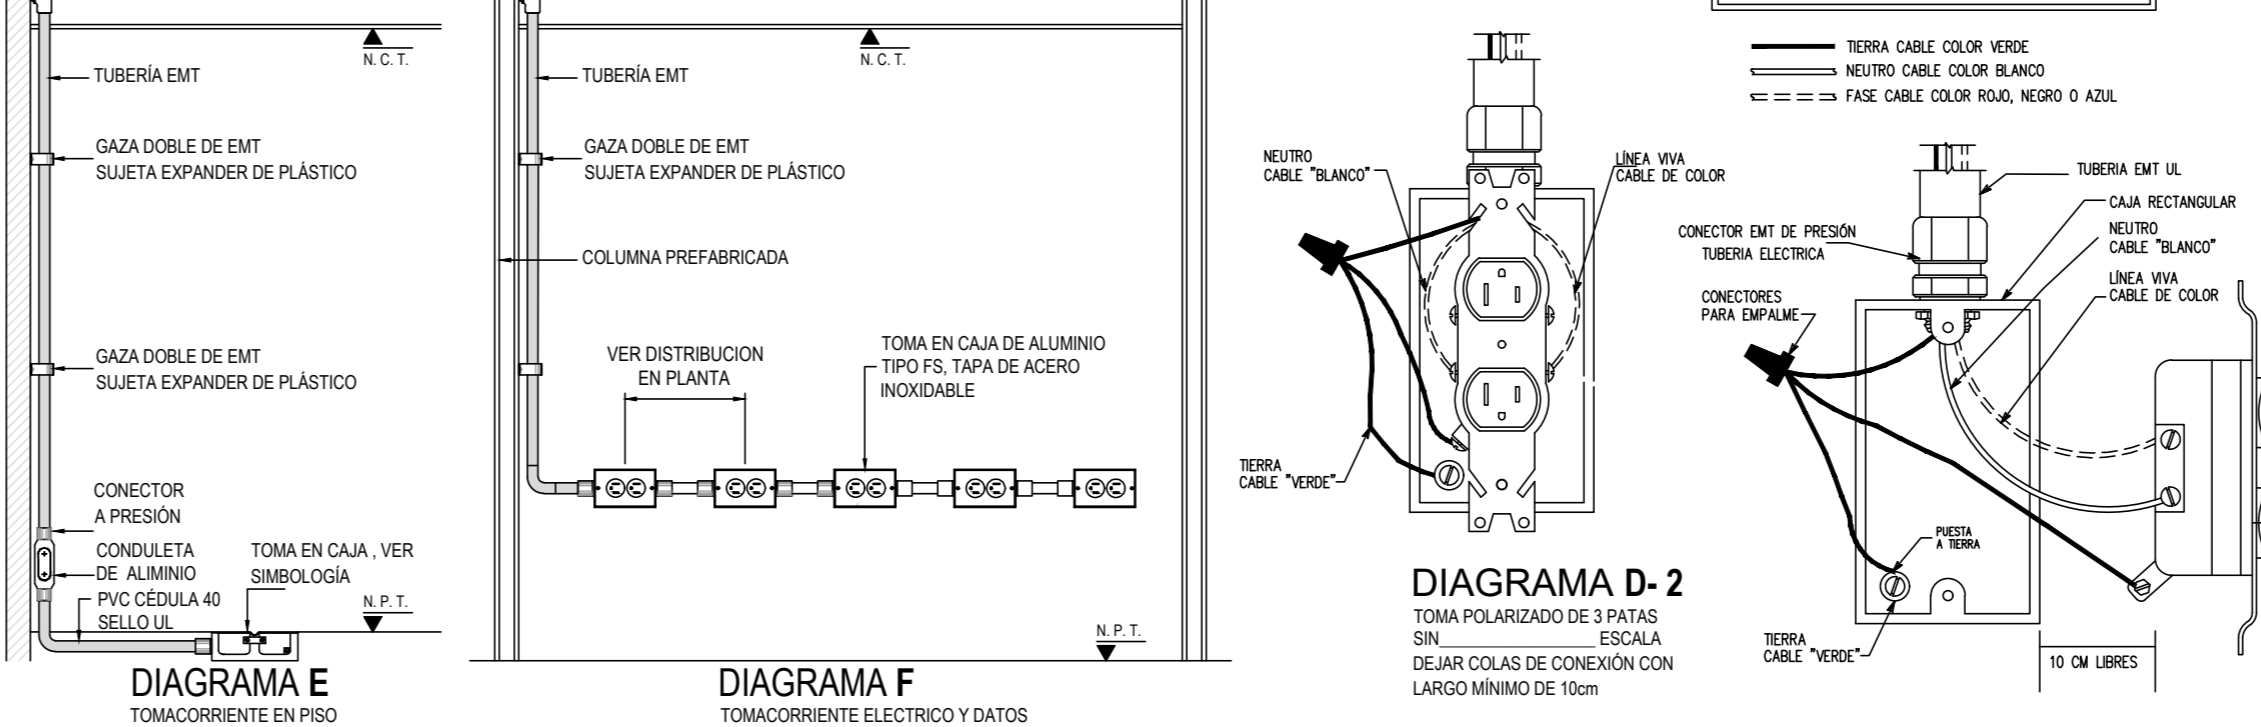 N. C. T.
TUBERÍA EMT
GAZA DOBLE DE EMT
SUJETA EXPANDER DE PLÁSTICO
GAZA DOBLE DE EMT
SUJETA EXPANDER DE PLÁSTICO
CONECTOR
A PRESIÓN
CONDULETA
DE ALIMINIO
TOMA EN CAJA , VER
SIMBOLOGÍA
PVC CÉDULA 40
SELLO UL
N. P. T.
DIAGRAMA E
TOMACORRIENTE EN PISO
N. C. T.
TUBERÍA EMT
GAZA DOBLE DE EMT
SUJETA EXPANDER DE PLÁSTICO
COLUMNA PREFABRICADA
VER DISTRIBUCION
EN PLANTA
TOMA EN CAJA DE ALUMINIO
TIPO FS, TAPA DE ACERO
INOXIDABLE
N. P. T.
DIAGRAMA F
TOMACORRIENTE ELECTRICO Y DATOS
NEUTRO
CABLE "BLANCO"
LÍNEA VIVA
CABLE DE COLOR
TIERRA
CABLE "VERDE"
DIAGRAMA D- 2
TOMA POLARIZADO DE 3 PATAS
SIN________________ ESCALA
DEJAR COLAS DE CONEXIÓN CON
LARGO MÍNIMO DE 10cm
TIERRA CABLE COLOR VERDE
NEUTRO CABLE COLOR BLANCO
FASE CABLE COLOR ROJO, NEGRO O AZUL
TUBERIA EMT UL
CAJA RECTANGULAR
NEUTRO
CABLE "BLANCO"
LÍNEA VIVA
CABLE DE COLOR
CONECTOR EMT DE PRESIÓN
TUBERIA ELECTRICA
CONECTORES
PARA EMPALME
PUESTA
A TIERRA
TIERRA
CABLE "VERDE"
10 CM LIBRES